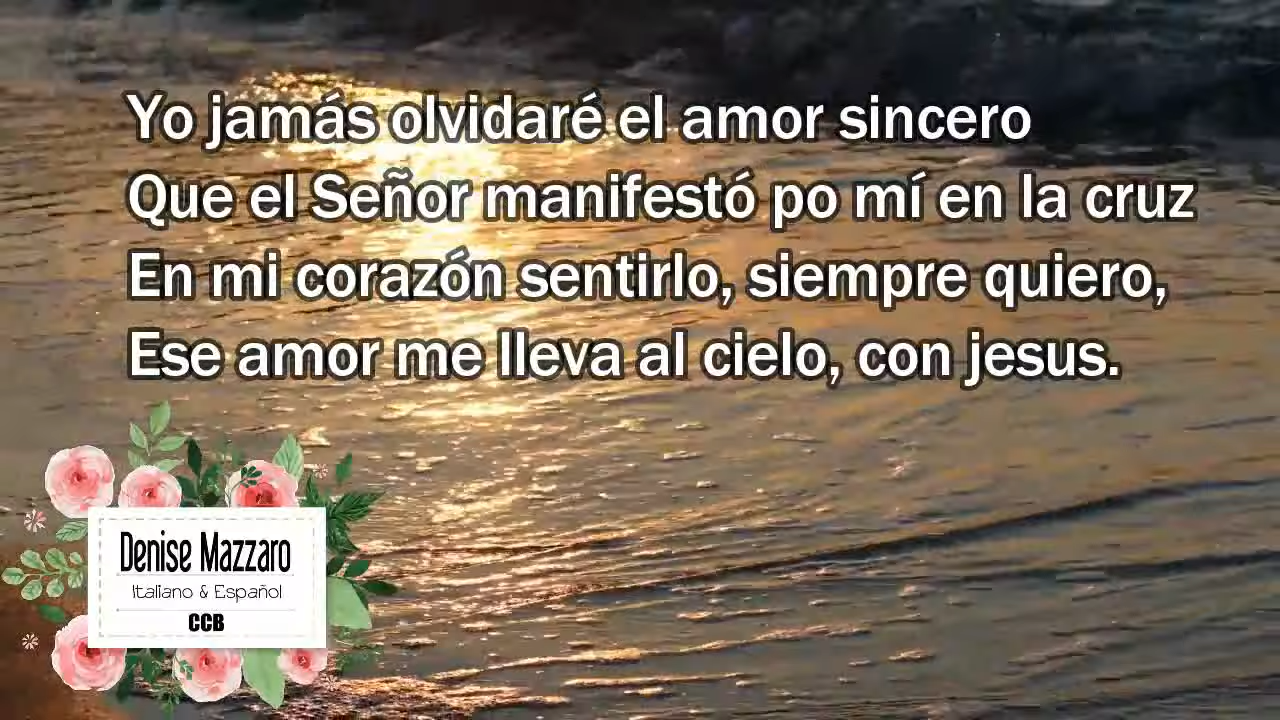 Yo jamás olvidaré el amor sincero
Que el Señor manifestó po mí en la cruz
En mi corazón sentirlo, siempre quiero,
Ese amor me lleva al cielo, con jesus.
Denise Mazzaro
Italiano & Español
CCB